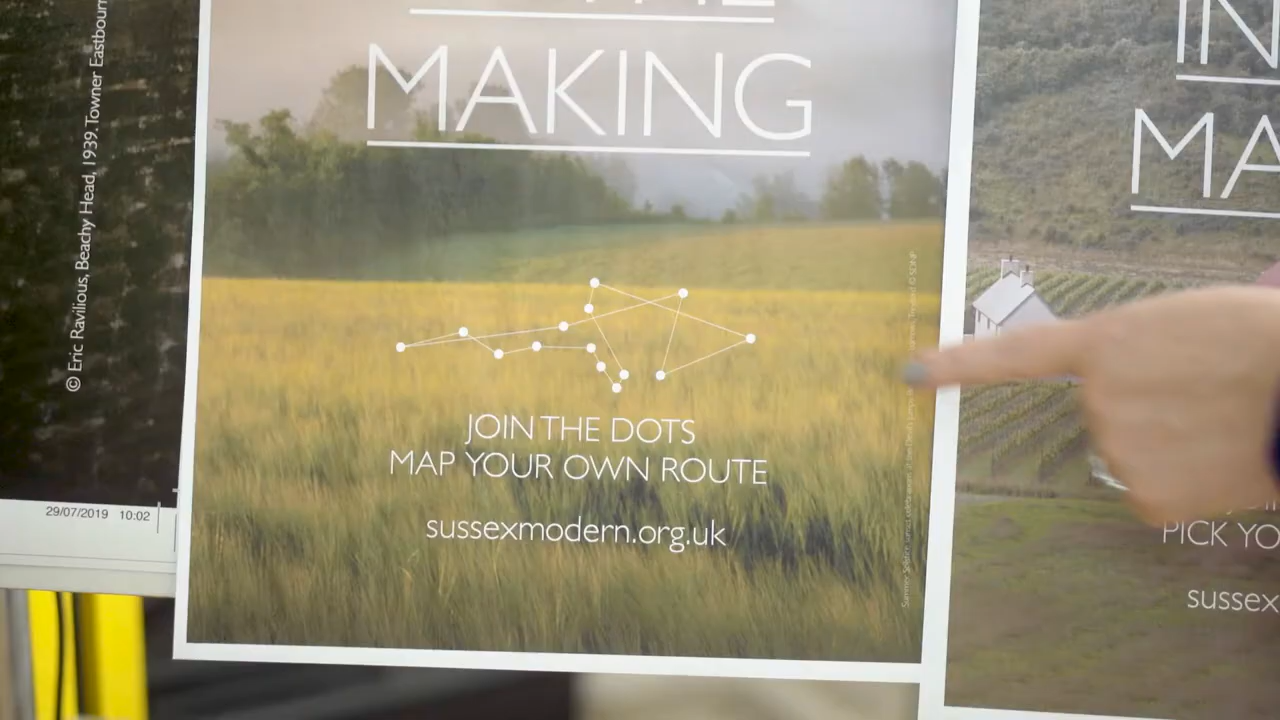 © Eric Ravilious, Beachy Head, 1939. Towner Eastbour
29/07/2019 10:02
MAKING
JOIN THE DOTS
MAP YOUR OWN ROUTE
sussexmodern.org.uk
IN
MA
PICK YO
sussex